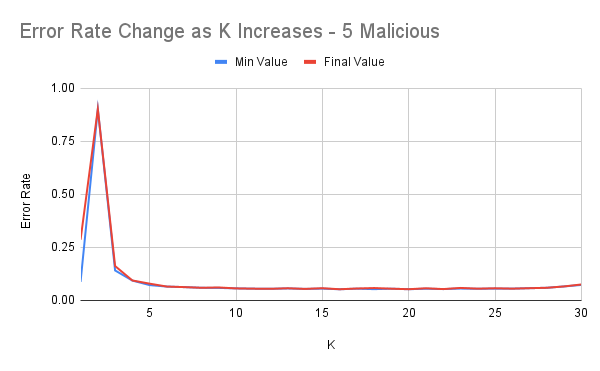 Error Rate Change as K Increases - 5 Malicious
Min Value
Final Value
1.00
0.75
0.50
0.25
0.00
Error Rate
5
10
15
20
25
30
K